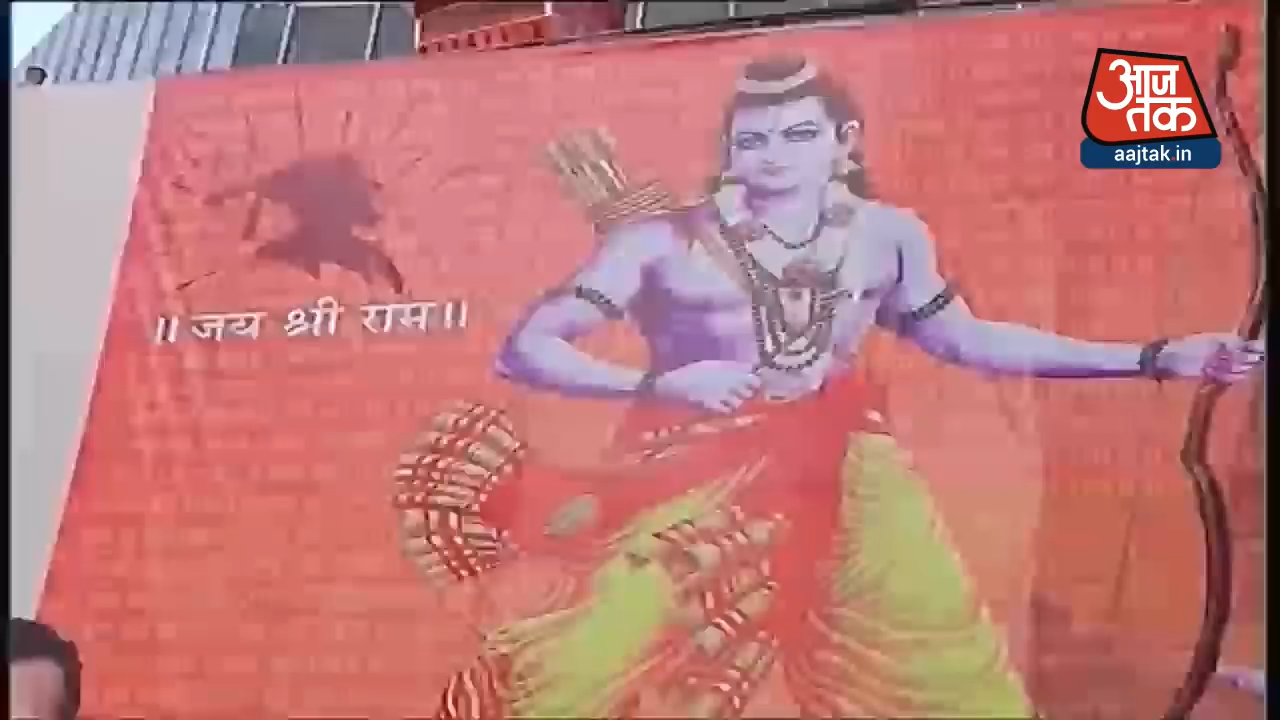 ॥ जय श्री राम ॥
आज
तक
aajtak.in